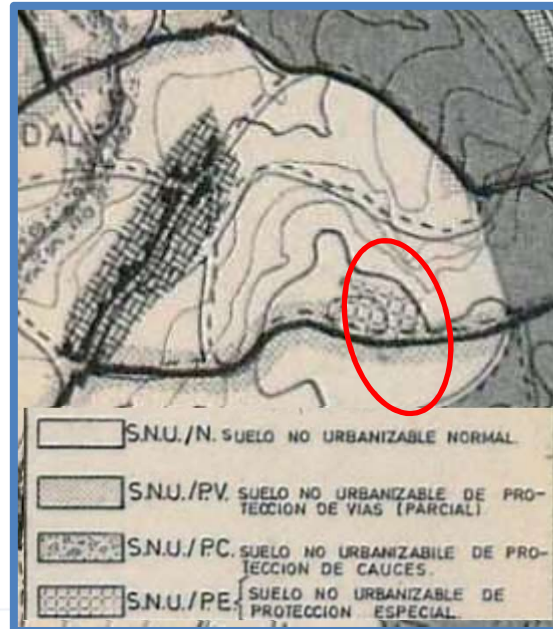 DAL
S.N.U./N. SUELO NO URBANIZABLE NORMAL.
S.N.U./P.V. SUELO NO URBANIZABLE DE PRO-
TECCION DE VIAS (PARCIAL)
S.N.U./P.C. SUELO NO URBANIZABILE DE PRO-
TECCION DE CAUCES.
S.N.U./P.E. SUELO NO URBANIZABLE DE
PROTECCION ESPECIAL.